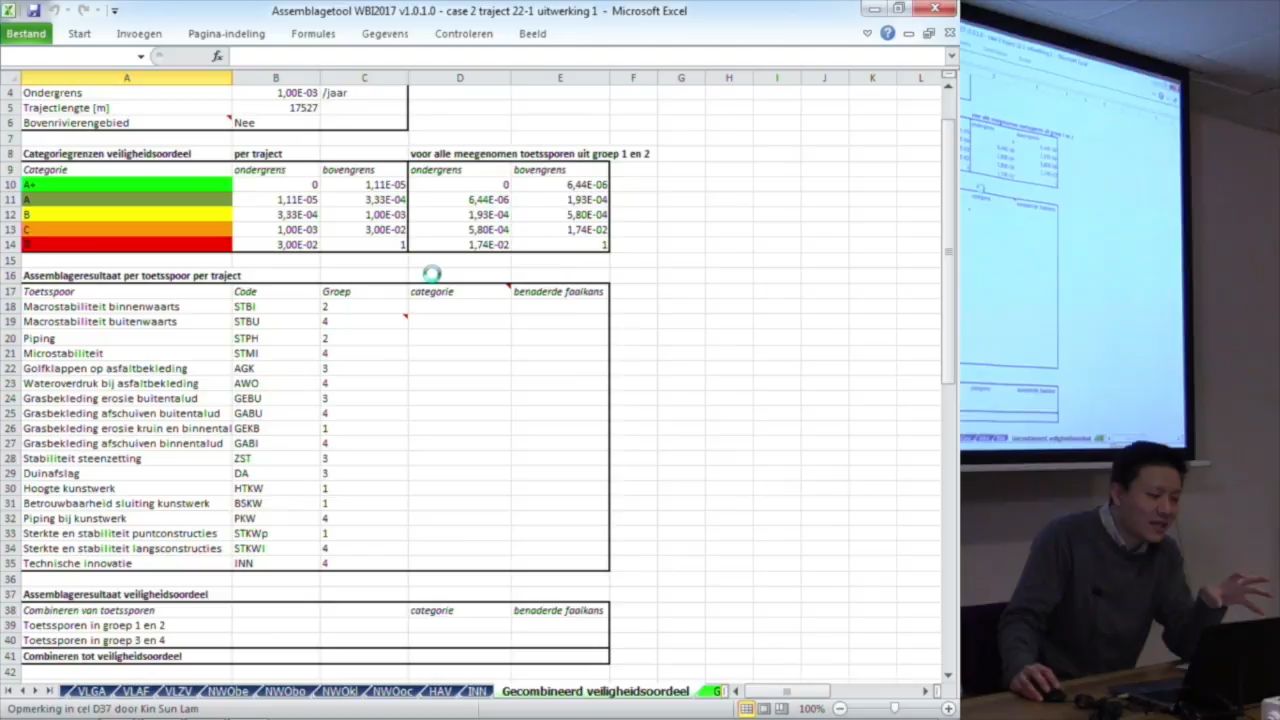 Assemblagetool WBI2017 v1.0.1.0 - case 2 traject 22-1 uitwerking 1 - Microsoft Excel
Bestand Start Invoegen Pagina-indeling Formules Gegevens Controleren Beeld
fx
A B C D E F G H I J K L
4 Ondergrens 1,00E-03 /jaar
5 Trajectlengte [m] 17527
6 Bovenrivierengebied Nee
7
8 Categoriegrenzen veiligheidsoordeel per traject voor alle meegenomen toetssporen uit groep 1 en 2
9 Categorie ondergrens bovengrens ondergrens bovengrens
10 A+ 0 1,11E-05 0 6,44E-06
11 A 1,11E-05 3,33E-04 6,44E-06 1,93E-04
12 B 3,33E-04 1,00E-03 1,93E-04 5,80E-04
13 C 1,00E-03 3,00E-02 5,80E-04 1,74E-02
14 D 3,00E-02 1 1,74E-02 1
15
16 Assemblageresultaat per toetsspoor per traject
17 Toetsspoor Code Groep categorie benaderde faalkans
18 Macrostabiliteit binnenwaarts STBI 2
19 Macrostabiliteit buitenwaarts STBU 4
20 Piping STPH 2
21 Microstabiliteit STMI 4
22 Golfklappen op asfaltbekleding AGK 3
23 Wateroverdruk bij asfaltbekleding AWO 4
24 Grasbekleding erosie buitentalud GEBU 3
25 Grasbekleding afschuiven buitentalud GABU 4
26 Grasbekleding erosie kruin en binnental GEKB 1
27 Grasbekleding afschuiven binnentalud GABI 4
28 Stabiliteit steenzetting ZST 3
29 Duinafslag DA 3
30 Hoogte kunstwerk HTKW 1
31 Betrouwbaarheid sluiting kunstwerk BSKW 1
32 Piping bij kunstwerk PKW 4
33 Sterkte en stabiliteit puntconstructies STKWp 1
34 Sterkte en stabiliteit langsconstructies STKWl 4
35 Technische innovatie INN 4
36
37 Assemblageresultaat veiligheidsoordeel
38 Combineren van toetssporen categorie benaderde faalkans
39 Toetssporen in groep 1 en 2
40 Toetssporen in groep 3 en 4
41 Combineren tot veiligheidsoordeel
42
VLGA VLAF VLZV NWObe NWObo NWOkl NWOoc HAV INN Gecombineerd veiligheidsoordeel G
Opmerking in cel D37 door Kin Sun Lam 100%